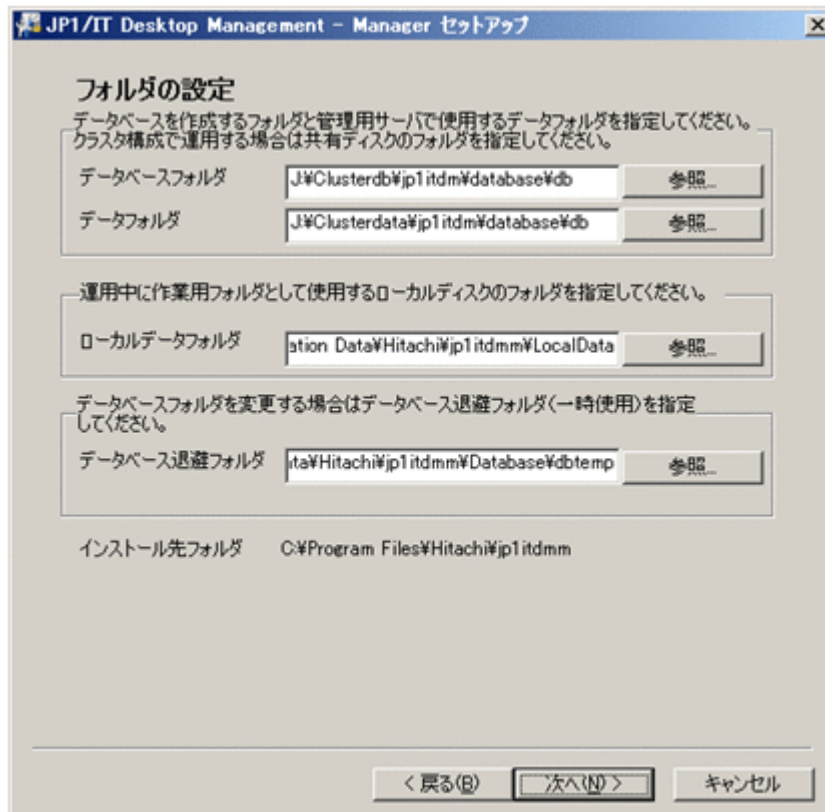 JP1/IT Desktop Management - Manager セットアップ
フォルダの設定
データベースを作成するフォルダと管理用サーバで使用するデータフォルダを指定してください。
クラスタ構成で運用する場合は共有ディスクのフォルダを指定してください。
データベースフォルダ J:¥Clusterdb¥jp1itdm¥database¥db 参照...
データフォルダ J:¥Clusterdata¥jp1itdm¥database¥db 参照...
運用中に作業用フォルダとして使用するローカルディスクのフォルダを指定してください。
ローカルデータフォルダ ation Data¥Hitachi¥jp1itdmm¥LocalData 参照...
データベースフォルダを変更する場合はデータベース退避フォルダ(一時使用)を指定
してください。
データベース退避フォルダ ata¥Hitachi¥jp1itdmm¥Database¥dbtemp 参照...
インストール先フォルダ C:¥Program Files¥Hitachi¥jp1itdmm
< 戻る(B) 次へ(N) > キャンセル